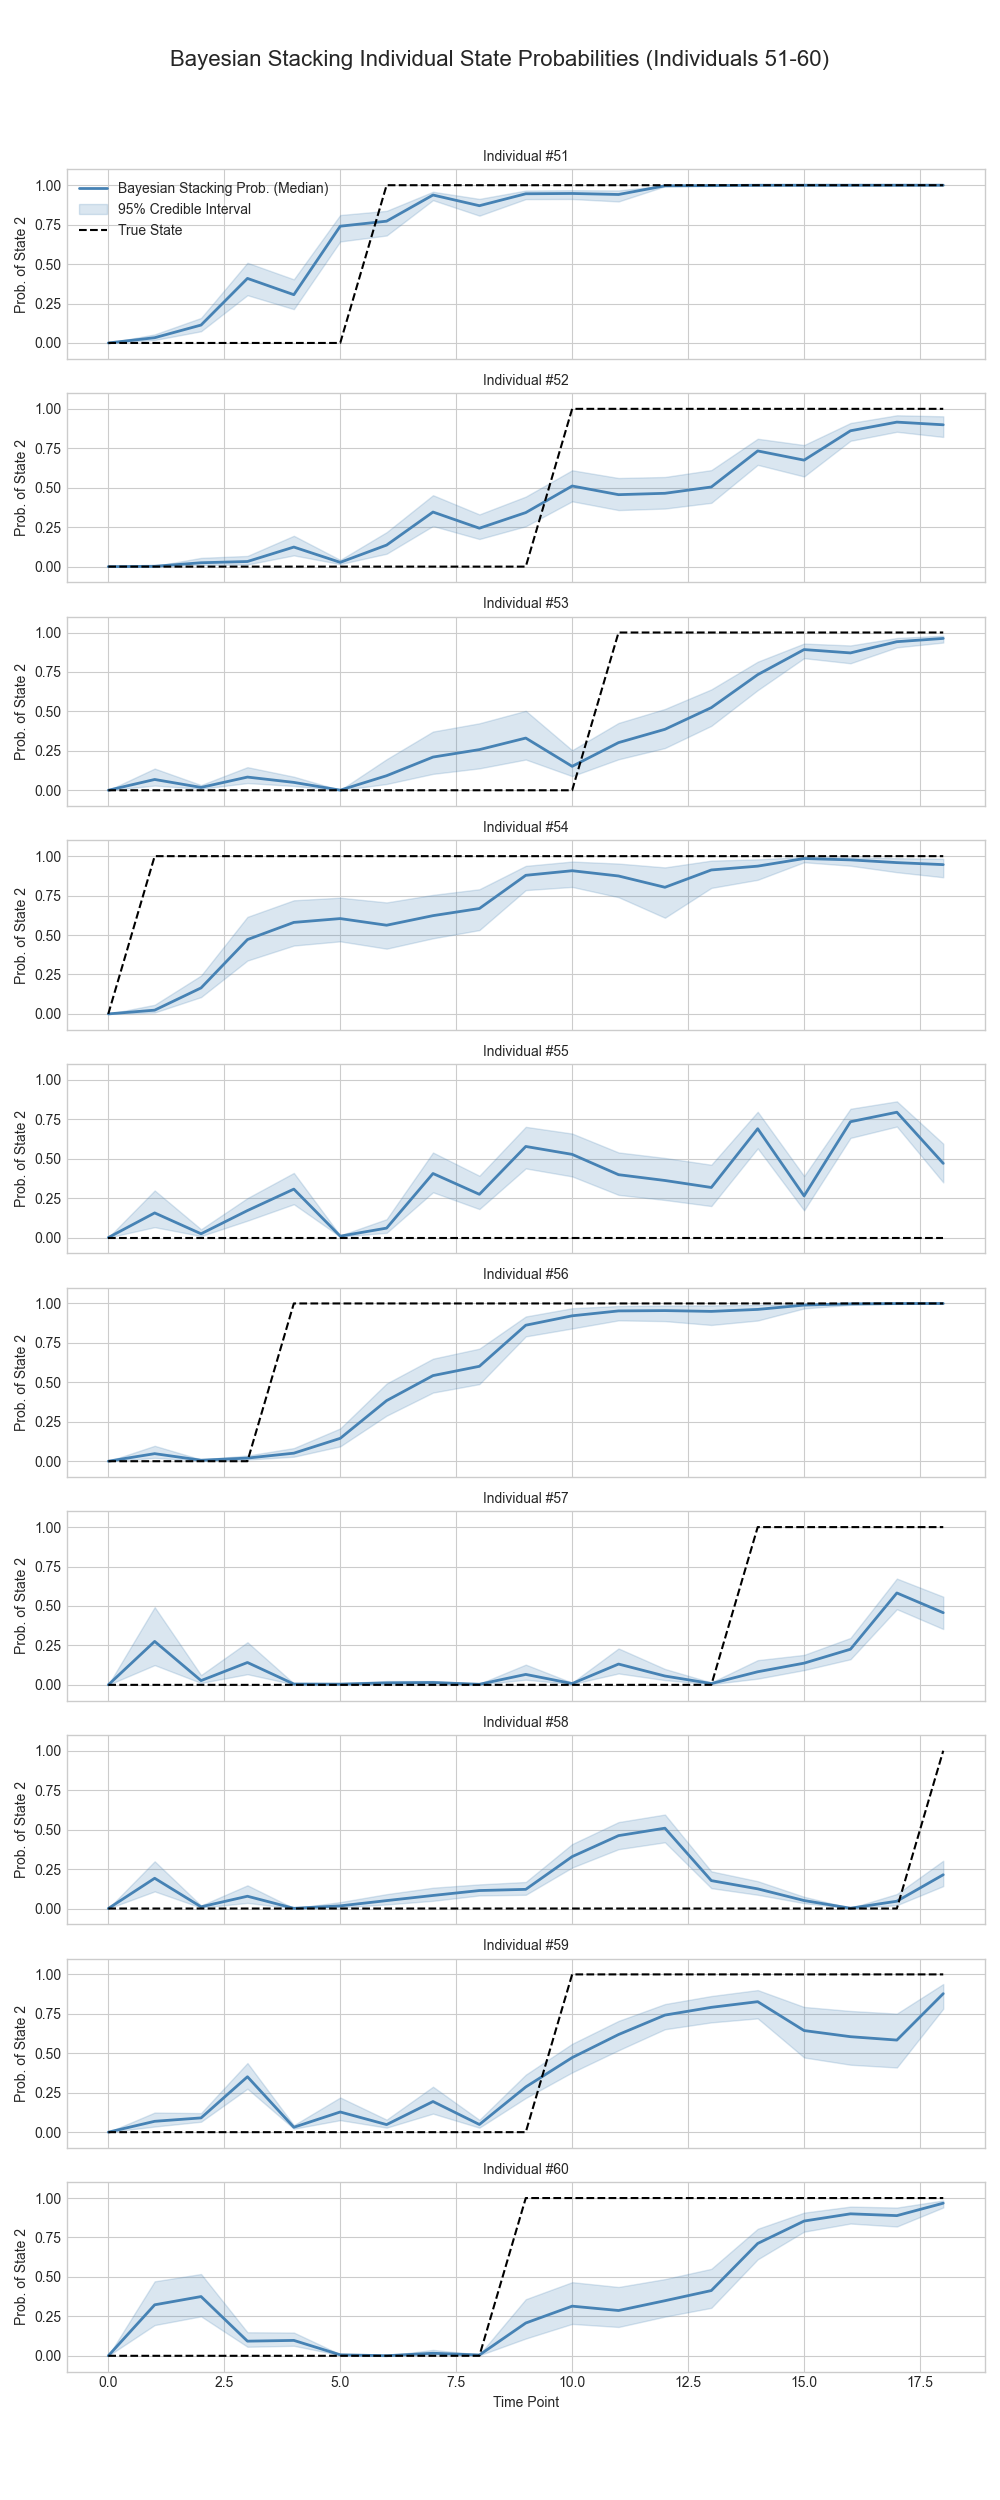 Bayesian Stacking Individual State Probabilities (Individuals 51-60)
Individual #51
1.00
0.75
0.50
0.25
0.00
Prob. of State 2
Bayesian Stacking Prob. (Median)
95% Credible Interval
True State
Individual #52
1.00
0.75
0.50
0.25
0.00
Prob. of State 2
Individual #53
1.00
0.75
0.50
0.25
0.00
Prob. of State 2
Individual #54
1.00
0.75
0.50
0.25
0.00
Prob. of State 2
Individual #55
1.00
0.75
0.50
0.25
0.00
Prob. of State 2
Individual #56
1.00
0.75
0.50
0.25
0.00
Prob. of State 2
Individual #57
1.00
0.75
0.50
0.25
0.00
Prob. of State 2
Individual #58
1.00
0.75
0.50
0.25
0.00
Prob. of State 2
Individual #59
1.00
0.75
0.50
0.25
0.00
Prob. of State 2
Individual #60
1.00
0.75
0.50
0.25
0.00
Prob. of State 2
0.0 2.5 5.0 7.5 10.0 12.5 15.0 17.5
Time Point